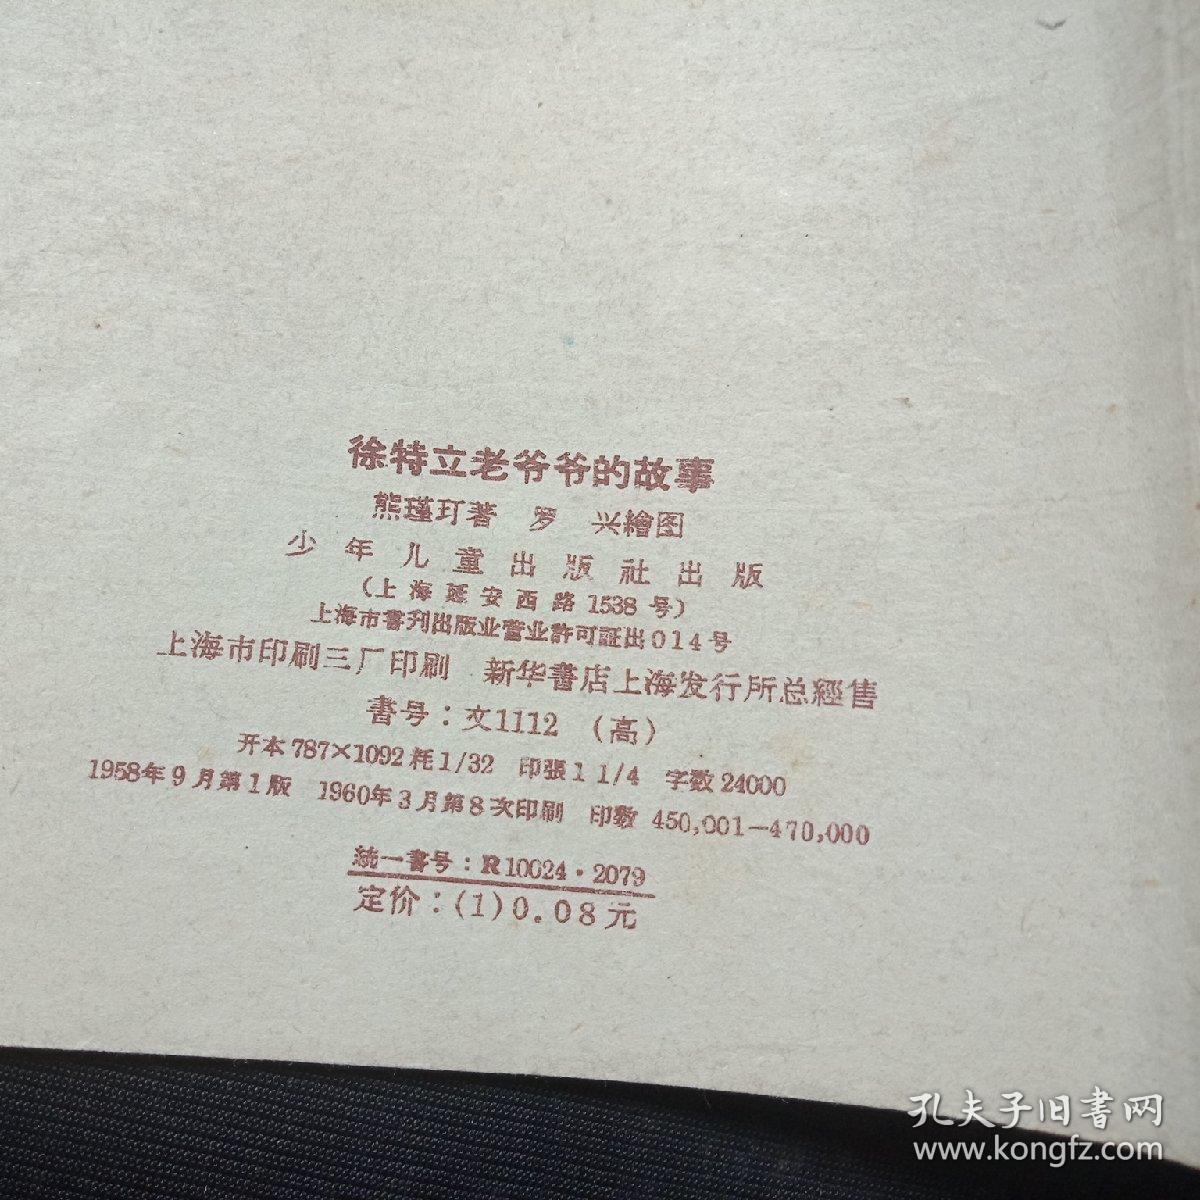 徐特立老爷爷的故事
熊瑾玎著 罗 兴繪图
少年儿童出版社出版
(上海延安西路1538号)
上海市書刊出版业营业許可証出014号
上海市印刷三厂印刷 新华書店上海发行所总經售
書号:文1112 (高)
开本787×1092耗1/32 印張1 1/4 字数24000
1958年9月第1版 1960年3月第8次印刷 印数 450,001—470,000
統一書号:R10024·2079
定价:(1)0.08元
孔夫子旧書网
www.kongfz.com